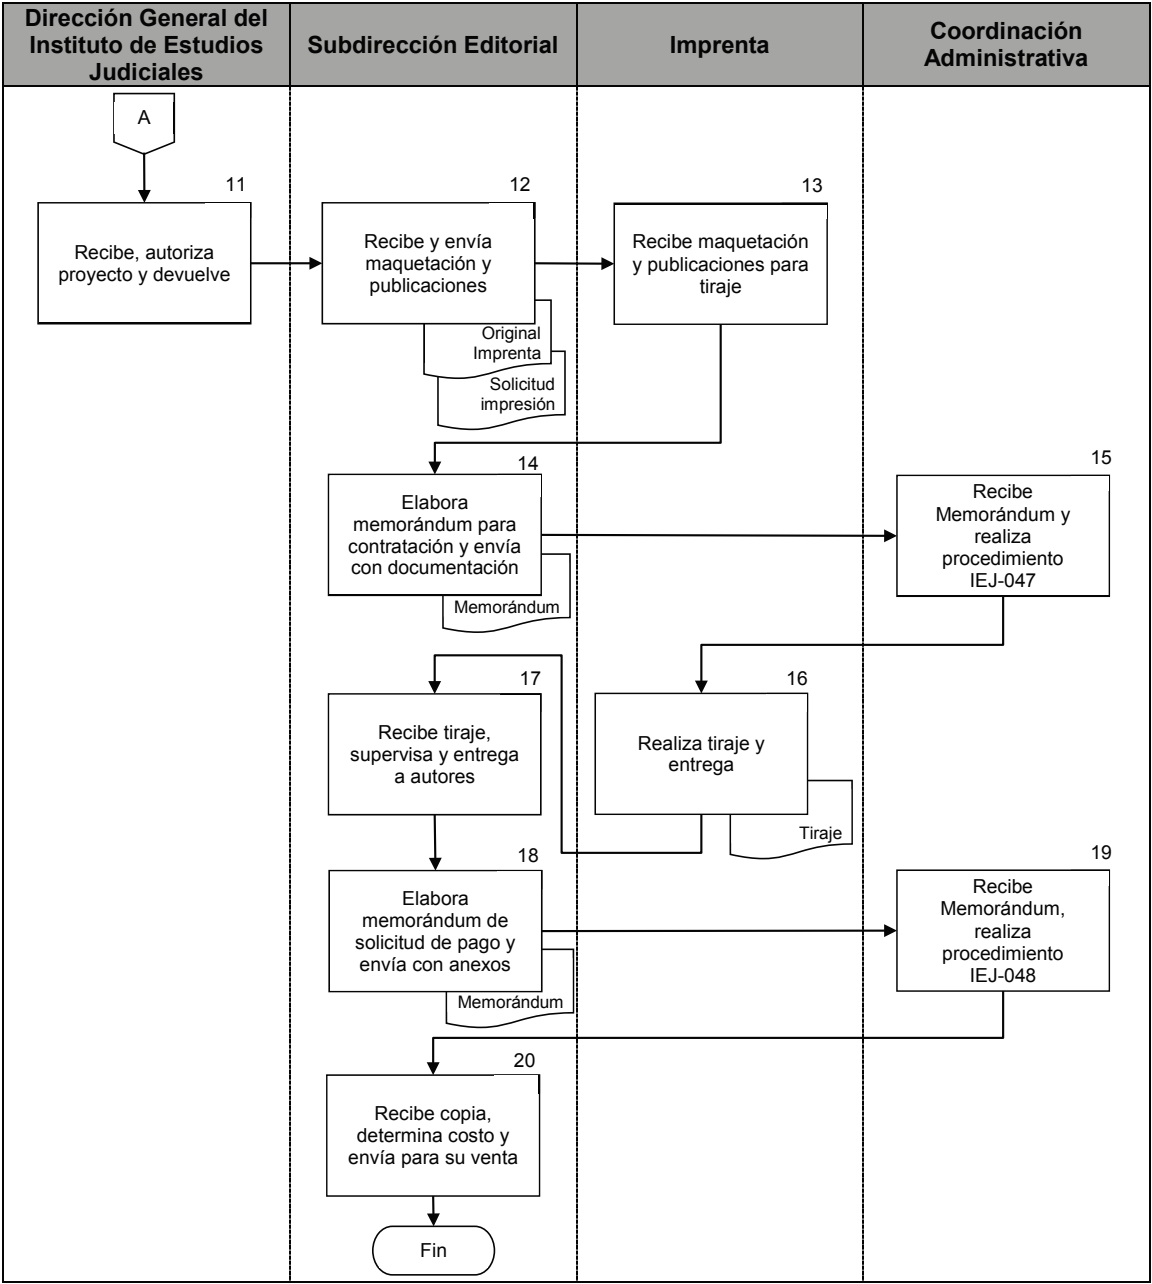 Dirección General del
Instituto de Estudios
Judiciales
Subdirección Editorial
Imprenta
Coordinación
Administrativa
A
11
Recibe, autoriza
proyecto y devuelve
12
Recibe y envía
maquetación y
publicaciones
Original
Imprenta
Solicitud
impresión
13
Recibe maquetación
y publicaciones para
tiraje
14
Elabora
memorándum para
contratación y envía
con documentación
Memorándum
15
Recibe
Memorándum y
realiza
procedimiento
IEJ-047
16
Realiza tiraje y
entrega
Tiraje
17
Recibe tiraje,
supervisa y entrega
a autores
18
Elabora
memorándum de
solicitud de pago y
envía con anexos
Memorándum
19
Recibe
Memorándum,
realiza
procedimiento
IEJ-048
20
Recibe copia,
determina costo y
envía para su venta
Fin